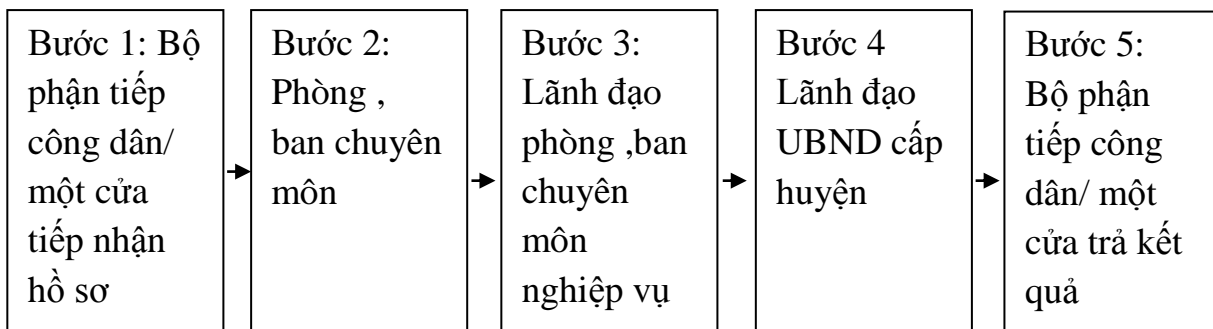 Bước 1: Bộ
phận tiếp
công dân/
một cửa
tiếp nhận
hồ sơ
Bước 2:
Phòng ,
ban chuyên
môn
Bước 3:
Lãnh đạo
phòng ,ban
chuyên
môn
nghiệp vụ
Bước 4
Lãnh đạo
UBND cấp
huyện
Bước 5:
Bộ phận
tiếp công
dân/ một
cửa trả kết
quả